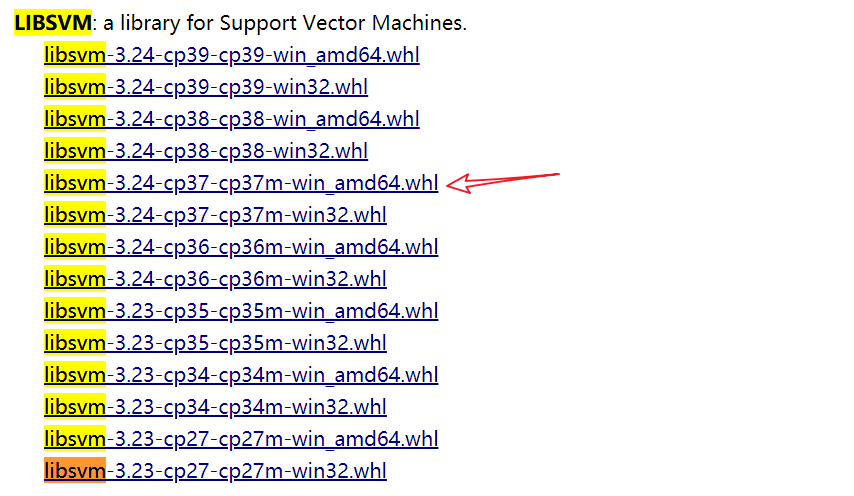 LIBSVM: a library for Support Vector Machines.
libsvm-3.24-cp39-cp39-win_amd64.whl
libsvm-3.24-cp39-cp39-win32.whl
libsvm-3.24-cp38-cp38-win_amd64.whl
libsvm-3.24-cp38-cp38-win32.whl
libsvm-3.24-cp37-cp37m-win_amd64.whl
libsvm-3.24-cp37-cp37m-win32.whl
libsvm-3.24-cp36-cp36m-win_amd64.whl
libsvm-3.24-cp36-cp36m-win32.whl
libsvm-3.23-cp35-cp35m-win_amd64.whl
libsvm-3.23-cp35-cp35m-win32.whl
libsvm-3.23-cp34-cp34m-win_amd64.whl
libsvm-3.23-cp34-cp34m-win32.whl
libsvm-3.23-cp27-cp27m-win_amd64.whl
libsvm-3.23-cp27-cp27m-win32.whl